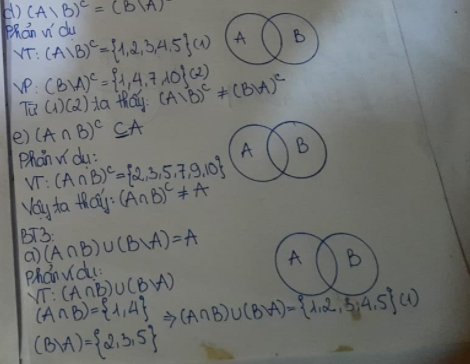 d) (A\B)ᶜ = (B\A)ᶜ
Phản ví dụ
VT: (A\B)ᶜ={1,2,3,4,5}(1)
A B
VP: (B\A)ᶜ={1,4,7,10}(2)
Từ (1)(2) ta thấy: (A\B)ᶜ ≠ (B\A)ᶜ
e) (A∩B)ᶜ ⊆A
Phản ví dụ:
A B
VT: (A∩B)ᶜ={2,3,5,7,9,10}
Vậy ta thấy: (A∩B)ᶜ ≠ A
BT3:
a) (A∩B)∪(B\A)=A
A B
Phản ví dụ:
VT: (A∩B)∪(B\A)
(A∩B)={1,4} ⇒(A∩B)∪(B\A)={1,2,3,4,5}(1)
(B\A)={2,3,5}